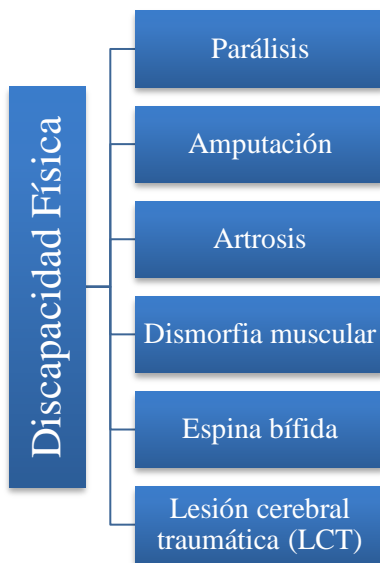 Discapacidad Física
Parálisis
Amputación
Artrosis
Dismorfia muscular
Espina bífida
Lesión cerebral
traumática (LCT)